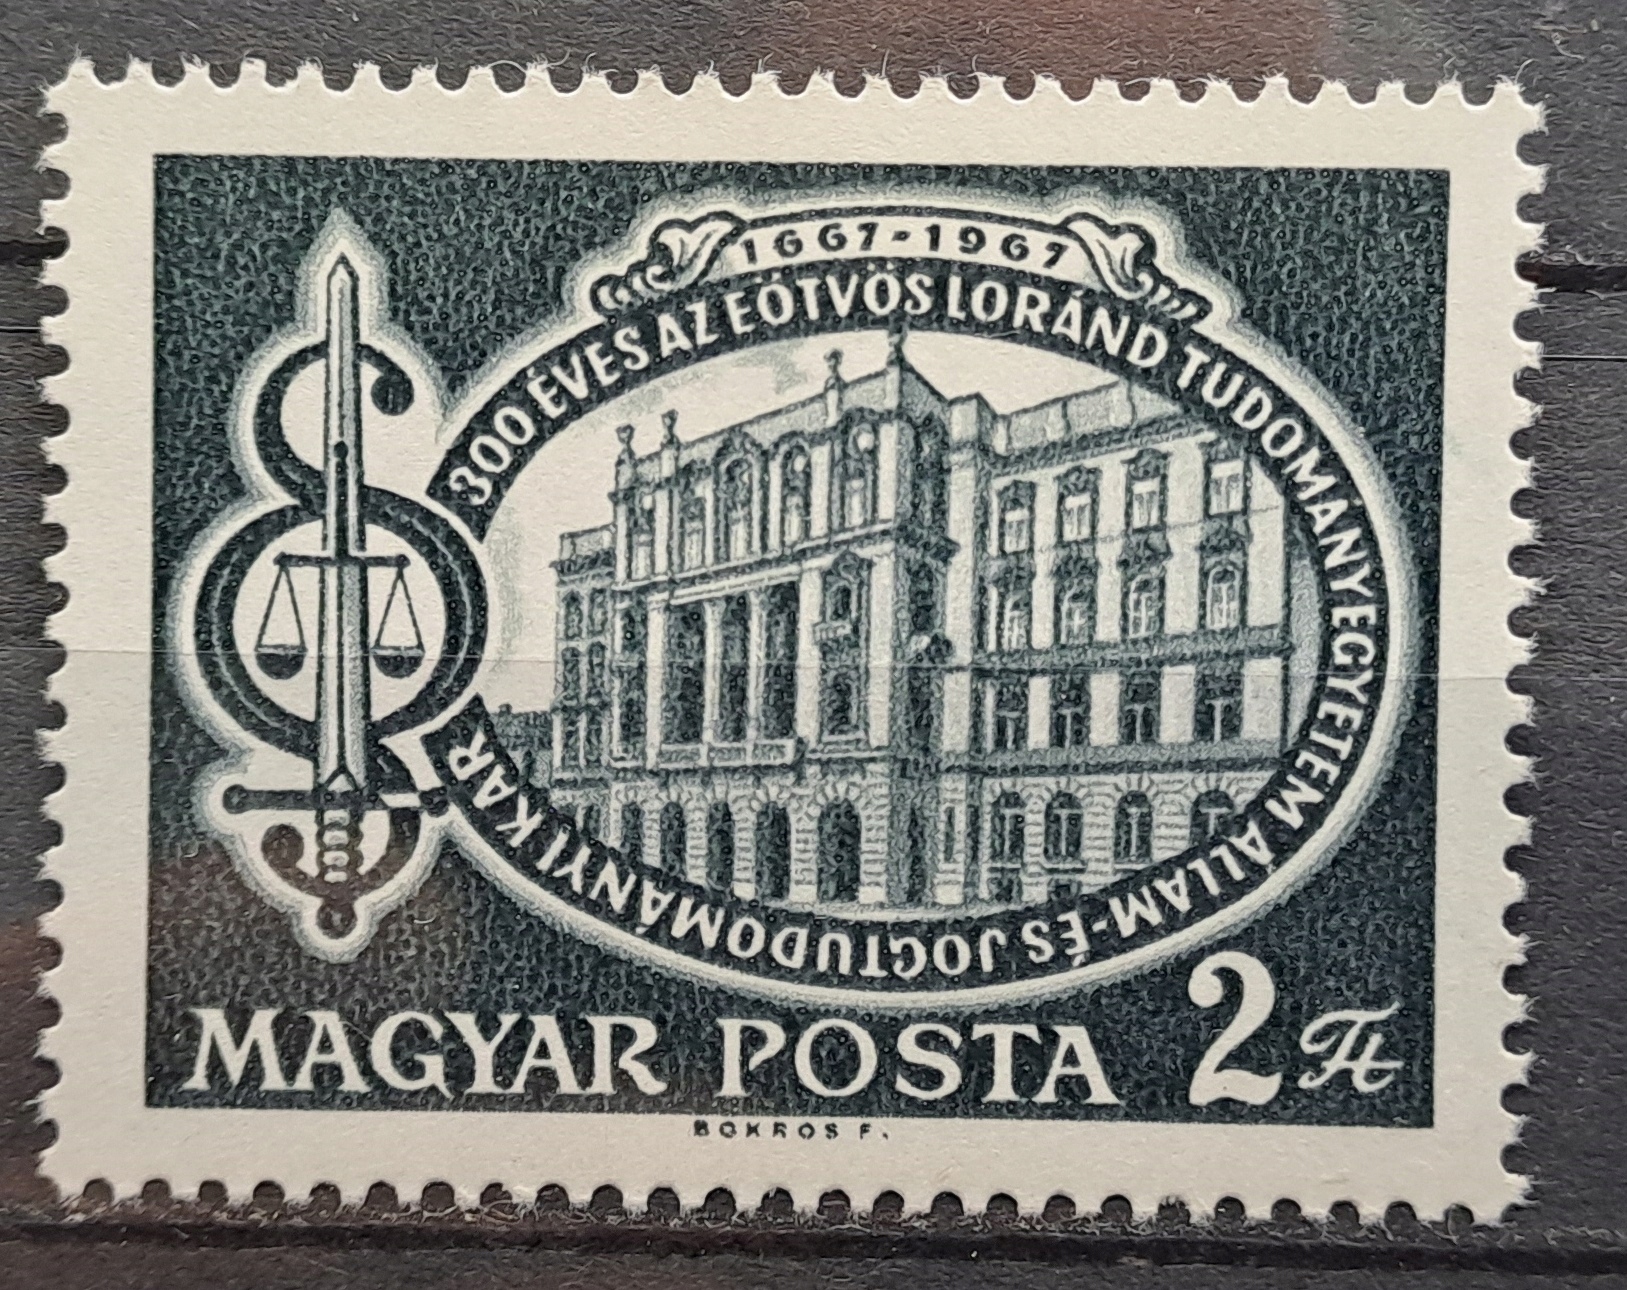 1667-1967
300 ÉVES AZ EÖTVÖS LORÁND TUDOMÁNYEGYETEM ÁLLAM-ÉS JOGTUDOMÁNYI KAR
MAGYAR POSTA 2 Ft
BOKROS F.